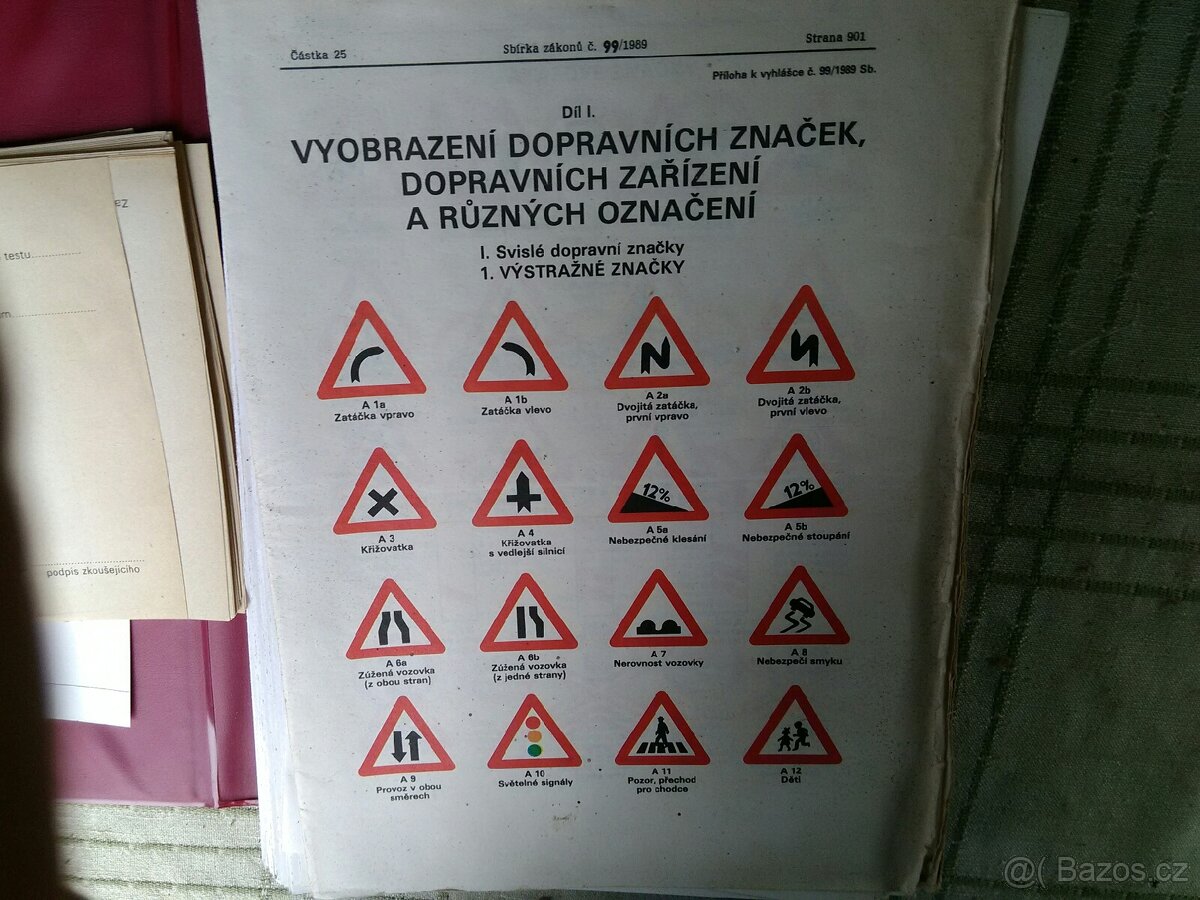 Částka 25
Sbírka zákonů č. 99/1989
Strana 901
Příloha k vyhlášce č. 99/1989 Sb.
Díl I.
VYOBRAZENÍ DOPRAVNÍCH ZNAČEK,
DOPRAVNÍCH ZAŘÍZENÍ
A RŮZNÝCH OZNAČENÍ
I. Svislé dopravní značky
1. VÝSTRAŽNÉ ZNAČKY
A 1a
Zatáčka vpravo
A 1b
Zatáčka vlevo
A 2a
Dvojitá zatáčka,
první vpravo
A 2b
Dvojitá zatáčka,
první vlevo
A 3
Křižovatka
A 4
Křižovatka
s vedlejší silnicí
12%
A 5a
Nebezpečné klesání
12%
A 5b
Nebezpečné stoupání
A 6a
Zúžená vozovka
(z obou stran)
A 6b
Zúžená vozovka
(z jedné strany)
A 7
Nerovnost vozovky
A 8
Nebezpečí smyku
A 9
Provoz v obou
směrech
A 10
Světelné signály
A 11
Pozor, přechod
pro chodce
A 12
Děti
testu
podpis zkoušejícího
@( Bazos.cz